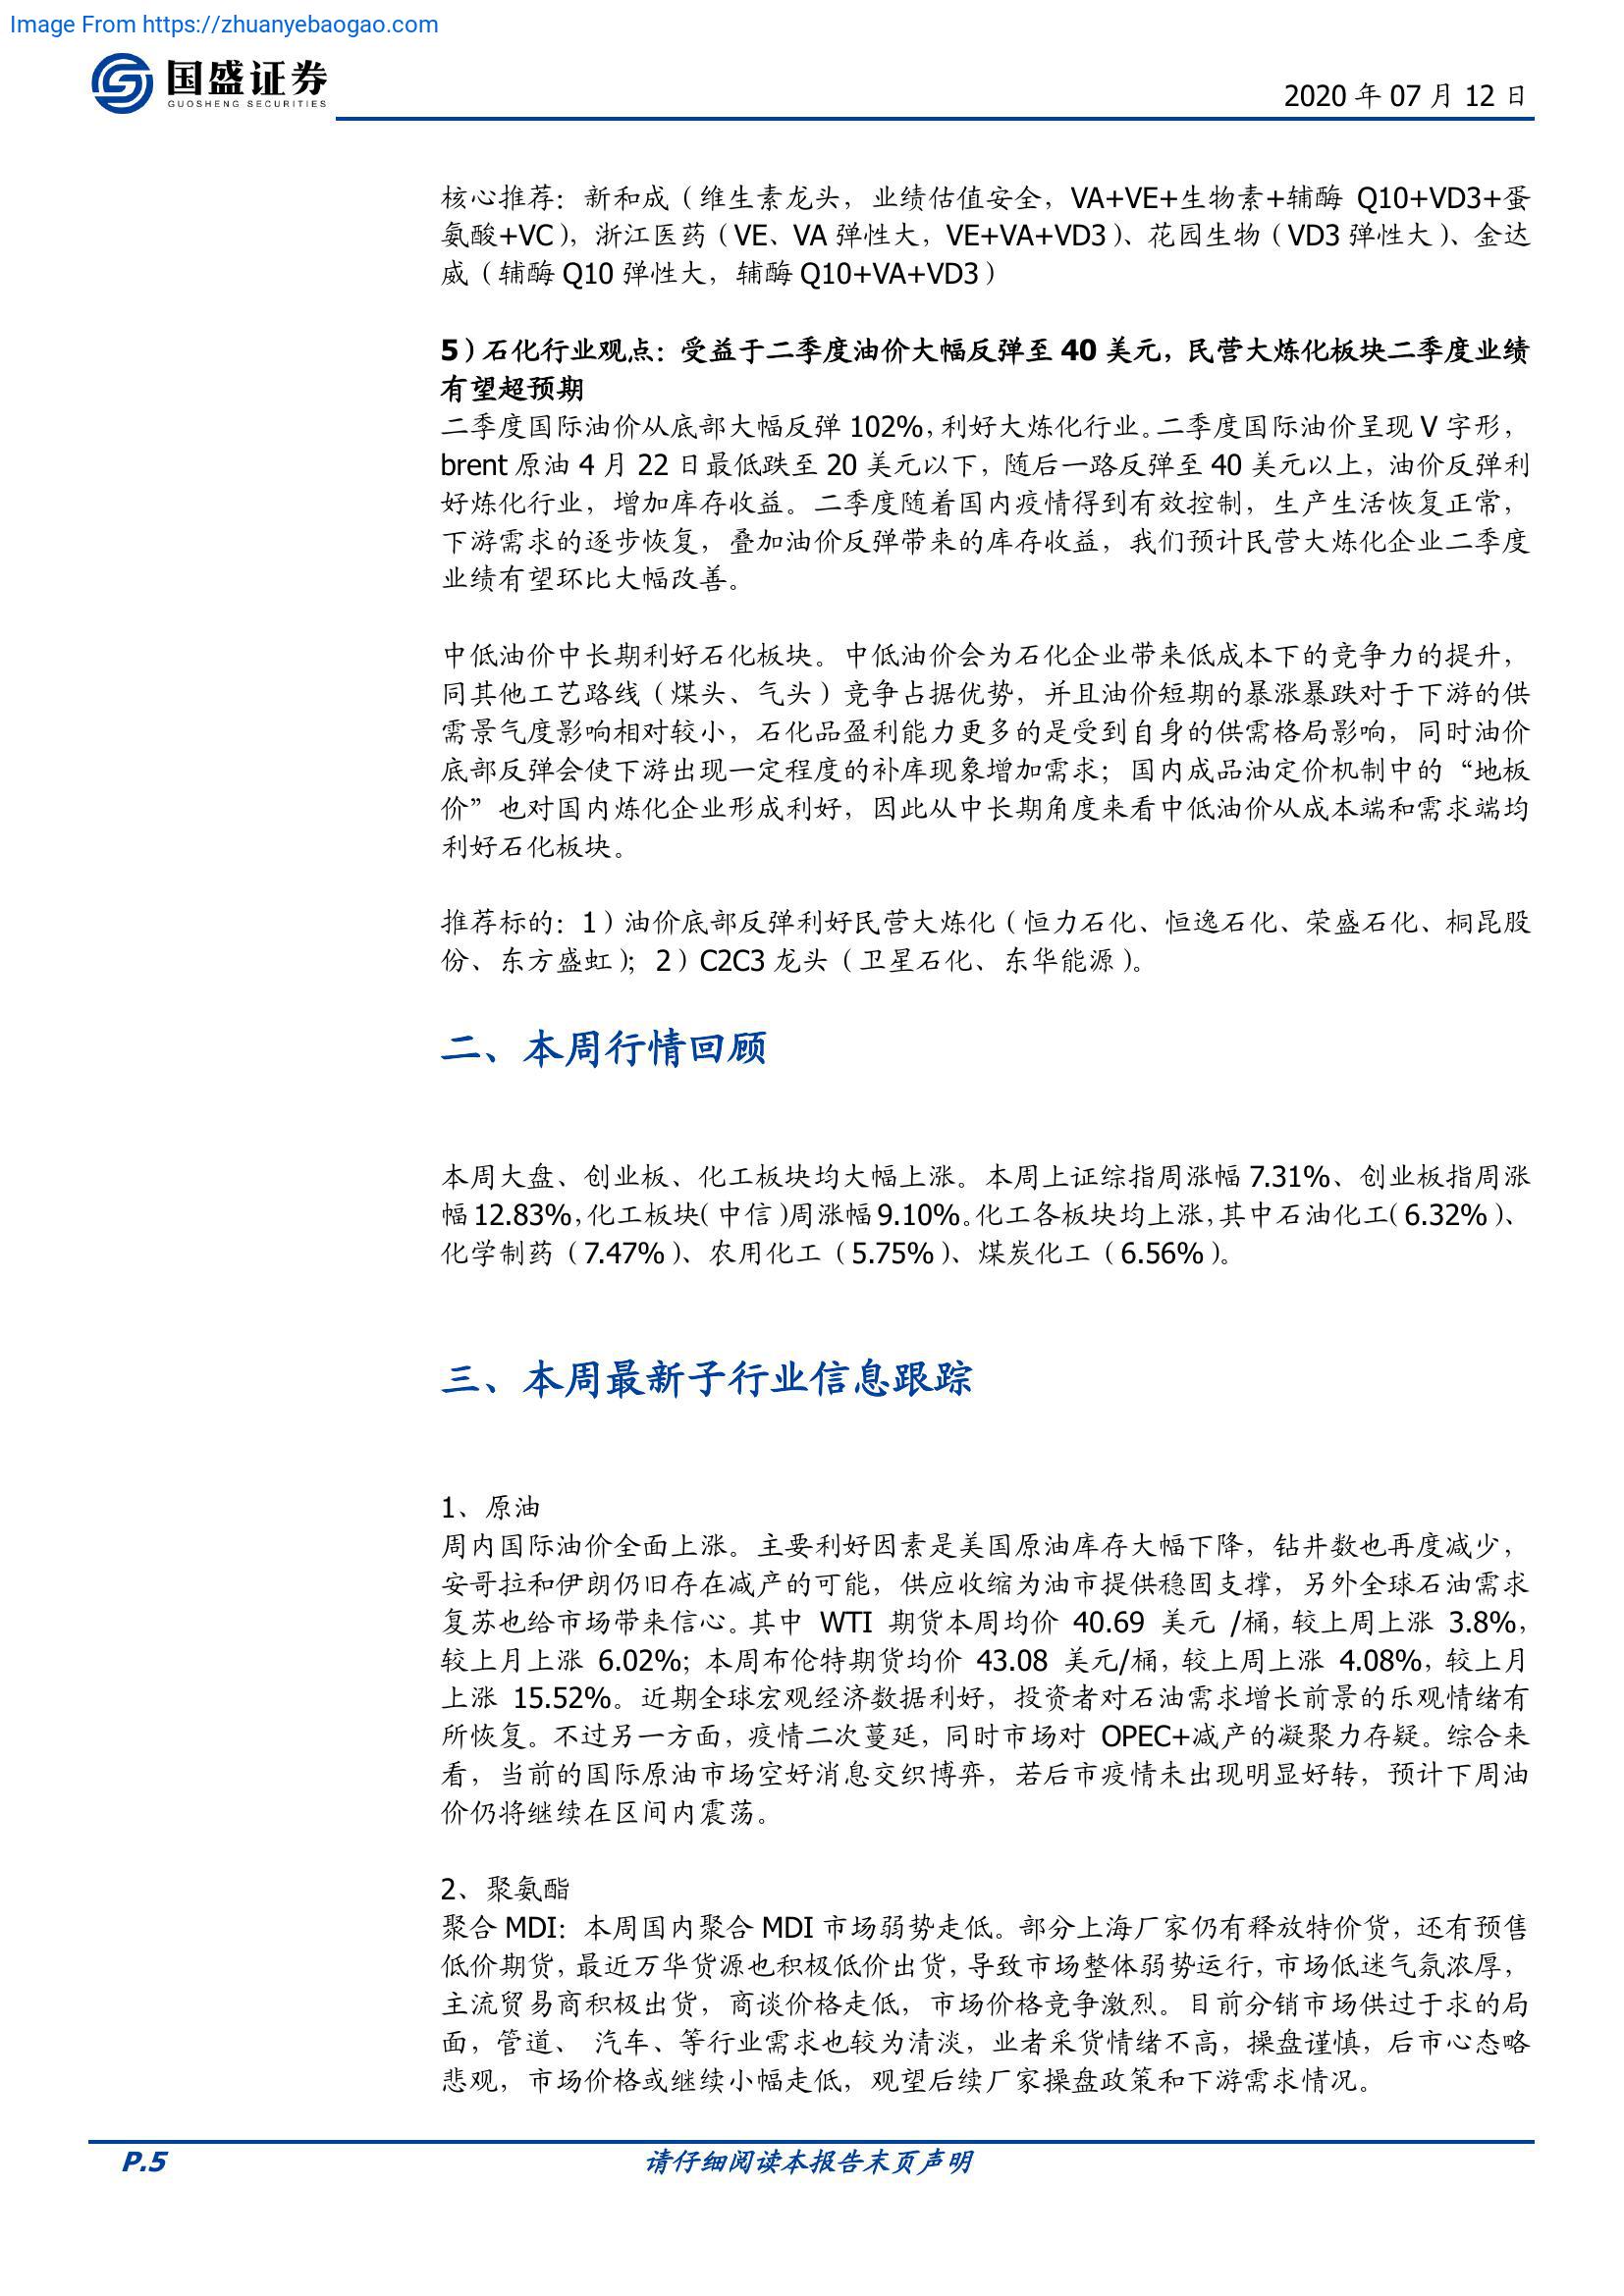 Image From https://zhuanyebaogao.com
国盛证券
GUOSHENG SECURITIES
2020 年 07 月 12 日
核心推荐：新和成（维生素龙头，业绩估值安全，VA+VE+生物素+辅酶 Q10+VD3+蛋
氨酸+VC），浙江医药（VE、VA 弹性大，VE+VA+VD3）、花园生物（VD3 弹性大）、金达
威（辅酶 Q10 弹性大，辅酶 Q10+VA+VD3）
5）石化行业观点：受益于二季度油价大幅反弹至 40 美元，民营大炼化板块二季度业绩
有望超预期
二季度国际油价从底部大幅反弹 102%，利好大炼化行业。二季度国际油价呈现 V 字形，
brent 原油 4 月 22 日最低跌至 20 美元以下，随后一路反弹至 40 美元以上，油价反弹利
好炼化行业，增加库存收益。二季度随着国内疫情得到有效控制，生产生活恢复正常，
下游需求的逐步恢复，叠加油价反弹带来的库存收益，我们预计民营大炼化企业二季度
业绩有望环比大幅改善。
中低油价中长期利好石化板块。中低油价会为石化企业带来低成本下的竞争力的提升，
同其他工艺路线（煤头、气头）竞争占据优势，并且油价短期的暴涨暴跌对于下游的供
需景气度影响相对较小，石化品盈利能力更多的是受到自身的供需格局影响，同时油价
底部反弹会使下游出现一定程度的补库现象增加需求；国内成品油定价机制中的“地板
价”也对国内炼化企业形成利好，因此从中长期角度来看中低油价从成本端和需求端均
利好石化板块。
推荐标的：1）油价底部反弹利好民营大炼化（恒力石化、恒逸石化、荣盛石化、桐昆股
份、东方盛虹）；2）C2C3 龙头（卫星石化、东华能源）。
二、本周行情回顾
本周大盘、创业板、化工板块均大幅上涨。本周上证综指周涨幅 7.31%、创业板指周涨
幅 12.83%，化工板块（中信）周涨幅 9.10%。化工各板块均上涨，其中石油化工（6.32%）、
化学制药（7.47%）、农用化工（5.75%）、煤炭化工（6.56%）。
三、本周最新子行业信息跟踪
1、原油
周内国际油价全面上涨。主要利好因素是美国原油库存大幅下降，钻井数也再度减少，
安哥拉和伊朗仍旧存在减产的可能，供应收缩为油市提供稳固支撑，另外全球石油需求
复苏也给市场带来信心。其中 WTI 期货本周均价 40.69 美元 /桶，较上周上涨 3.8%，
较上月上涨 6.02%；本周布伦特期货均价 43.08 美元/桶，较上周上涨 4.08%，较上月
上涨 15.52%。近期全球宏观经济数据利好，投资者对石油需求增长前景的乐观情绪有
所恢复。不过另一方面，疫情二次蔓延，同时市场对 OPEC+减产的凝聚力存疑。综合来
看，当前的国际原油市场空好消息交织博弈，若后市疫情未出现明显好转，预计下周油
价仍将继续在区间内震荡。
2、聚氨酯
聚合 MDI：本周国内聚合 MDI 市场弱势走低。部分上海厂家仍有释放特价货，还有预售
低价期货，最近万华货源也积极低价出货，导致市场整体弱势运行，市场低迷气氛浓厚，
主流贸易商积极出货，商谈价格走低，市场价格竞争激烈。目前分销市场供过于求的局
面，管道、 汽车、等行业需求也较为清淡，业者采货情绪不高，操盘谨慎，后市心态略
悲观，市场价格或继续小幅走低，观望后续厂家操盘政策和下游需求情况。
P.5
请仔细阅读本报告末页声明